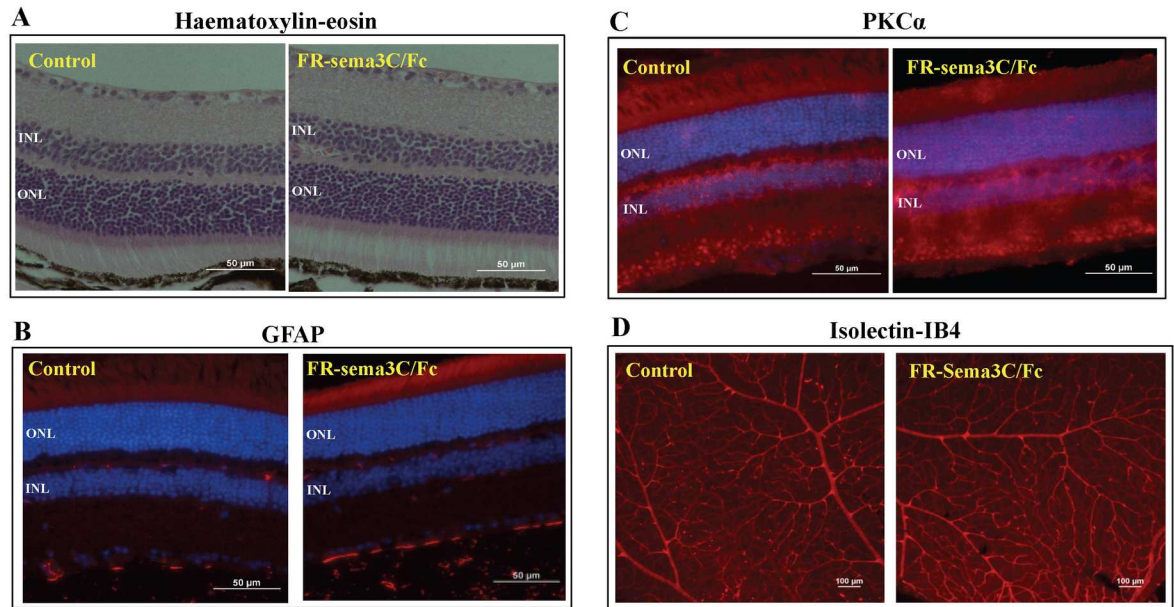 A
Haematoxylin-eosin
Control
FR-sema3C/Fc
INL
INL
ONL
ONL
50 µm
50 µm
B
GFAP
Control
FR-sema3C/Fc
ONL
ONL
INL
INL
50 µm
50 µm
C
PKCα
Control
FR-sema3C/Fc
ONL
ONL
INL
INL
50 µm
50 µm
D
Isolectin-IB4
Control
FR-Sema3C/Fc
100 µm
100 µm